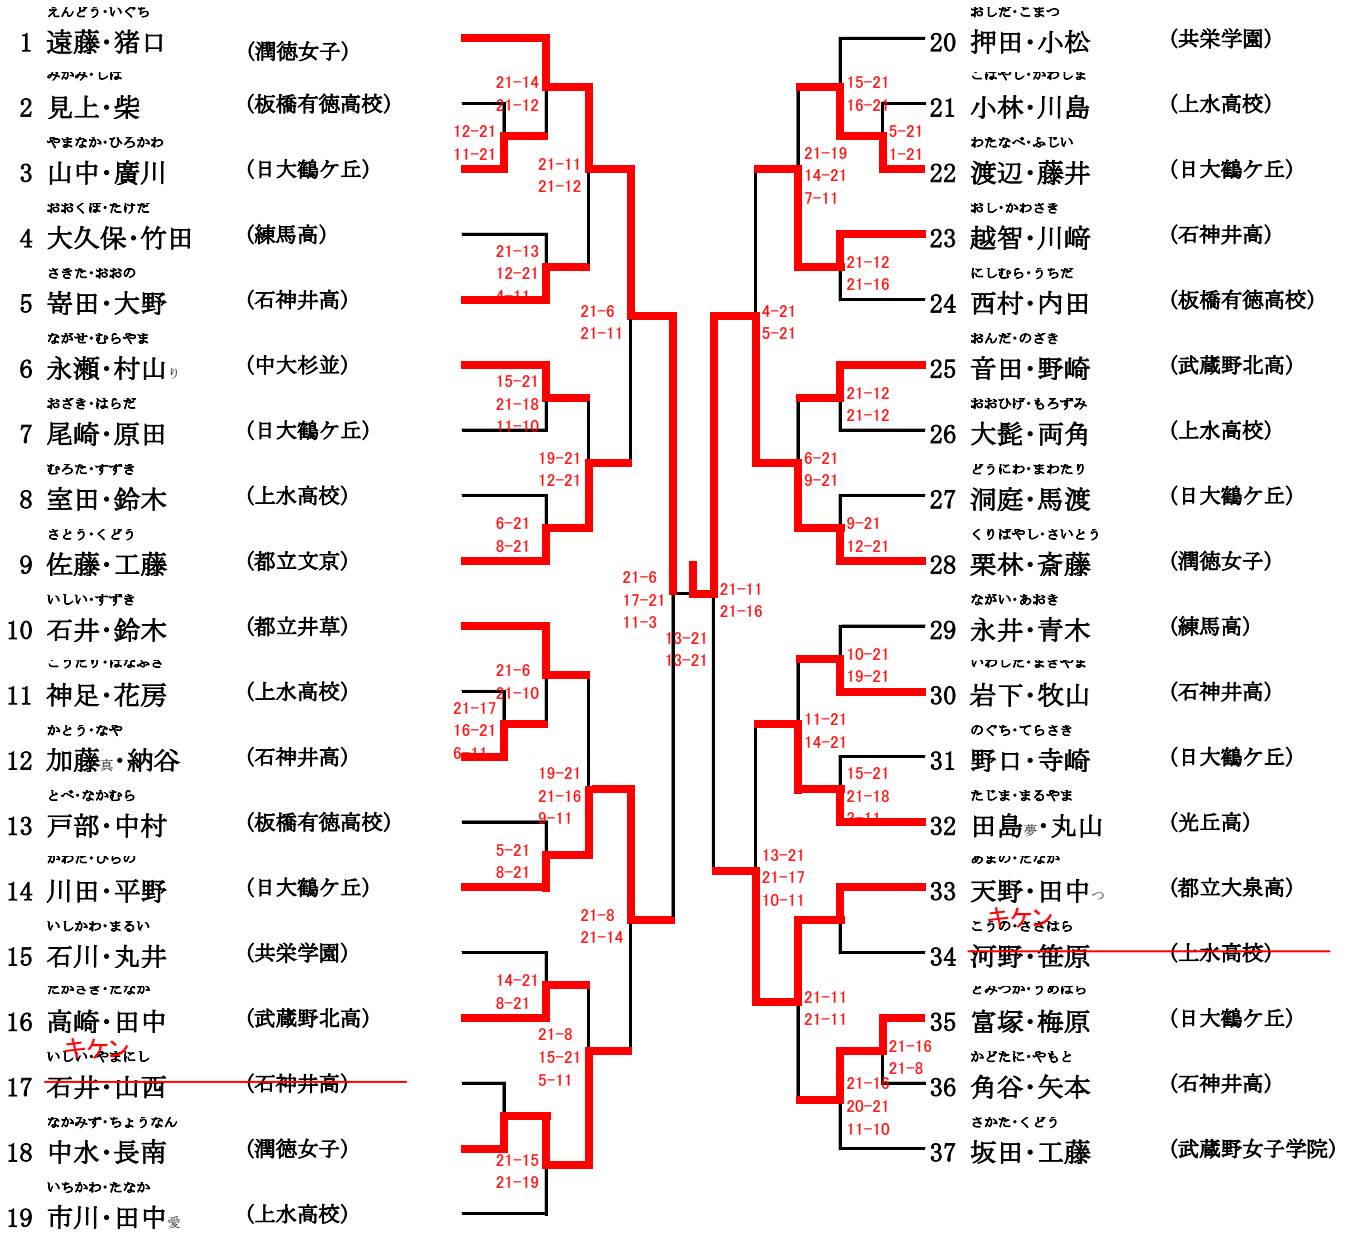 えんどう・いぐち
1 遠藤・猪口 (潤徳女子)
みかみ・しば
2 見上・柴 (板橋有徳高校)
やまなか・ひろかわ
3 山中・廣川 (日大鶴ケ丘)
おおくぼ・たけだ
4 大久保・竹田 (練馬高)
さきた・おおの
5 嵜田・大野 (石神井高)
ながせ・むらやま
6 永瀬・村山り (中大杉並)
おざき・はらだ
7 尾崎・原田 (日大鶴ケ丘)
むろた・すずき
8 室田・鈴木 (上水高校)
さとう・くどう
9 佐藤・工藤 (都立文京)
いしい・すずき
10 石井・鈴木 (都立井草)
こうたり・はなふさ
11 神足・花房 (上水高校)
かとう・なや
12 加藤真・納谷 (石神井高)
とべ・なかむら
13 戸部・中村 (板橋有徳高校)
かわた・ひらの
14 川田・平野 (日大鶴ケ丘)
いしかわ・まるい
15 石川・丸井 (共栄学園)
たかさき・たなか
16 高崎・田中 (武蔵野北高)
キケン
いしい・やまにし
17 石井・山西 (石神井高)
なかみず・ちょうなん
18 中水・長南 (潤徳女子)
いちかわ・たなか
19 市川・田中愛 (上水高校)
21-14
21-12
12-21
11-21
21-11
21-12
21-13
12-21
4-11
21-6
21-11
15-21
21-18
11-10
19-21
12-21
6-21
8-21
21-6
17-21
11-3
21-6
21-10
21-17
16-21
6-11
19-21
21-16
9-11
5-21
8-21
21-8
21-14
14-21
8-21
21-8
15-21
5-11
21-15
21-19
13-21
13-21
21-11
21-16
15-21
16-21
5-21
1-21
21-19
14-21
7-11
21-12
21-16
4-21
5-21
21-12
21-12
6-21
9-21
9-21
12-21
10-21
19-21
11-21
14-21
15-21
21-18
2-11
13-21
21-17
10-11
21-11
21-11
21-16
21-8
21-16
20-21
11-10
おしだ・こまつ
20 押田・小松 (共栄学園)
こばやし・かわしま
21 小林・川島 (上水高校)
わたなべ・ふじい
22 渡辺・藤井 (日大鶴ケ丘)
おし・かわさき
23 越智・川﨑 (石神井高)
にしむら・うちだ
24 西村・内田 (板橋有徳高校)
おんだ・のざき
25 音田・野崎 (武蔵野北高)
おおひげ・もろずみ
26 大髭・両角 (上水高校)
どうにわ・まわたり
27 洞庭・馬渡 (日大鶴ケ丘)
くりばやし・さいとう
28 栗林・斎藤 (潤徳女子)
ながい・あおき
29 永井・青木 (練馬高)
いわした・まきやま
30 岩下・牧山 (石神井高)
のぐち・てらさき
31 野口・寺崎 (日大鶴ケ丘)
たじま・まるやま
32 田島夢・丸山 (光丘高)
あまの・たなか
33 天野・田中つ (都立大泉高)
キケン
こうの・ささはら
34 河野・笹原 (上水高校)
とみつか・うめはら
35 富塚・梅原 (日大鶴ケ丘)
かどたに・やもと
36 角谷・矢本 (石神井高)
さかた・くどう
37 坂田・工藤 (武蔵野女子学院)